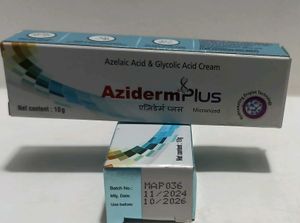 Azelaic Acid & Glycolic Acid Cream
AzidermPlus
एज़िडर्म प्लस
Micronized
Net content : 15g
Batch No.: MAP036
Mfg. Date: 11/2024
Use before: 10/2026